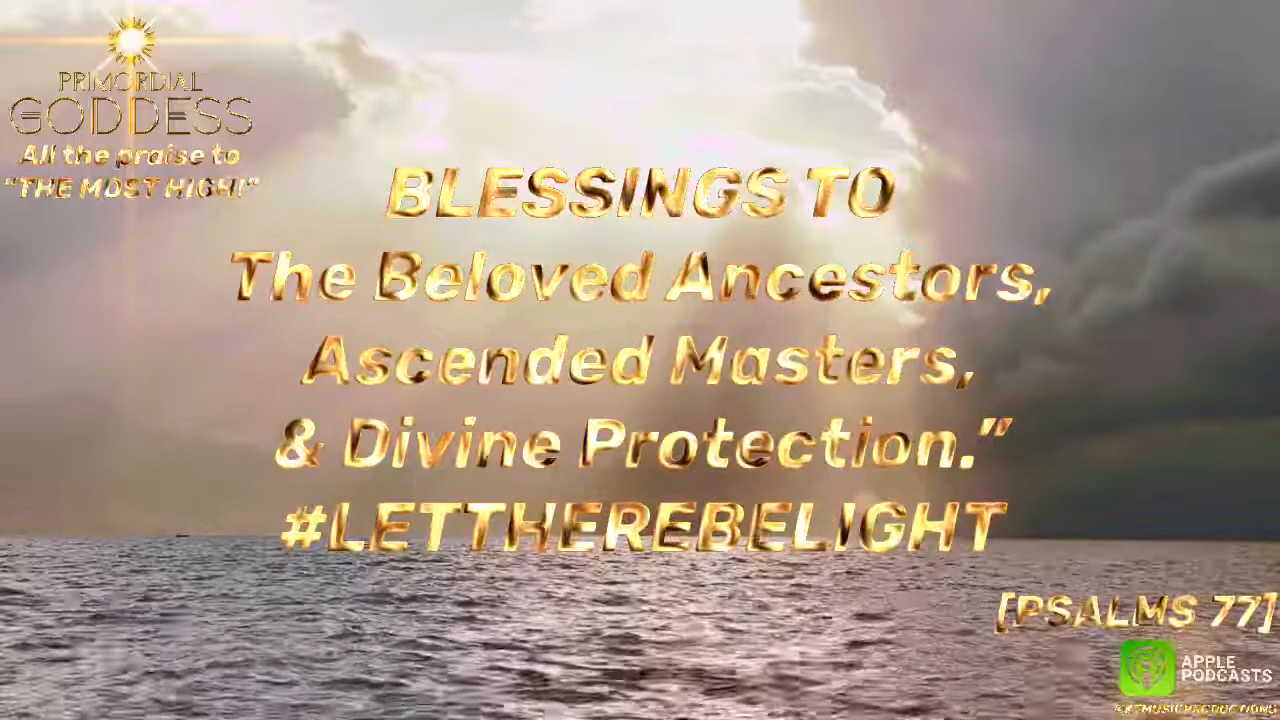 PRIMORDIAL
GODDESS
All the praise to
"THE MOST HIGH!"
BLESSINGS TO
The Beloved Ancestors,
Ascended Masters,
& Divine Protection.”
#LETTHEREBELIGHT
[PSALMS 77]
APPLE
PODCASTS